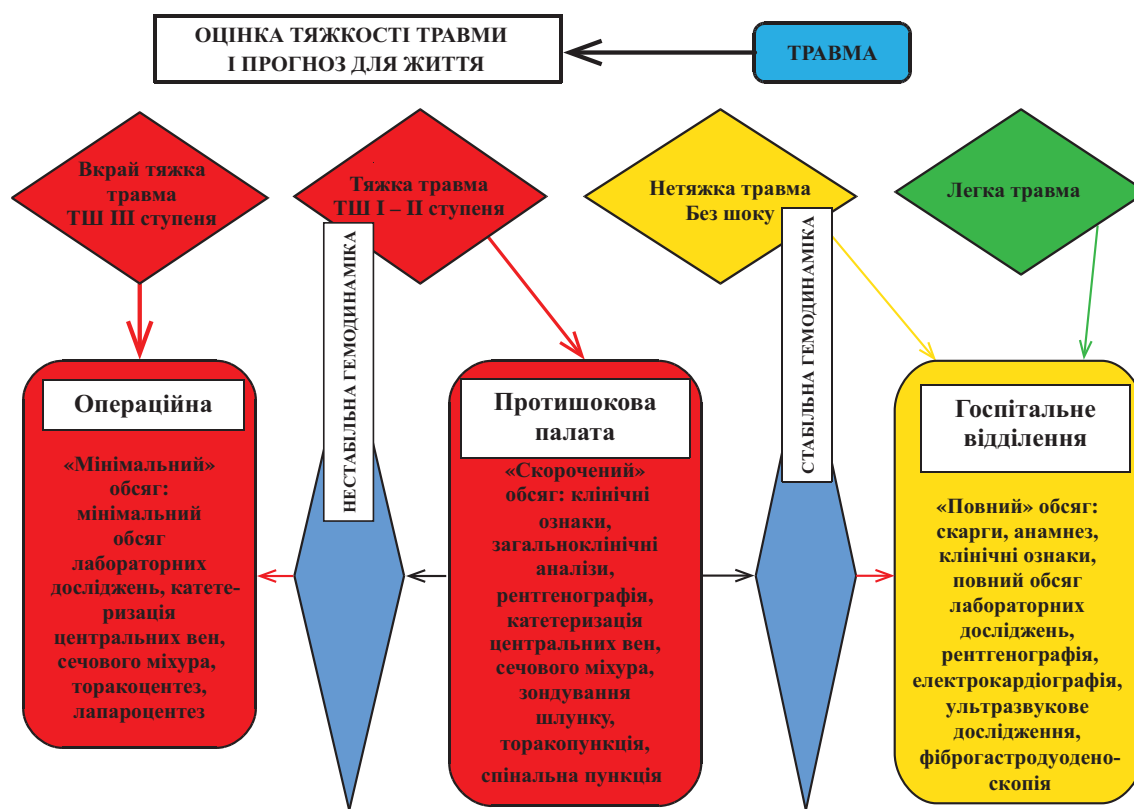 ОЦІНКА ТЯЖКОСТІ ТРАВМИ
І ПРОГНОЗ ДЛЯ ЖИТТЯ
ТРАВМА
Вкрай тяжка
травма
ТШ ІІІ ступеня
Тяжка травма
ТШ І – ІІ ступеня
Нетяжка травма
Без шоку
Легка травма
НЕСТАБІЛЬНА ГЕМОДИНАМІКА
СТАБІЛЬНА ГЕМОДИНАМІКА
Операційна
«Мінімальний»
обсяг:
мінімальний
обсяг
лабораторних
досліджень, катете-
ризація
центральних вен,
сечового міхура,
торакоцентез,
лапароцентез
Протишокова
палата
«Скорочений»
обсяг: клінічні
ознаки,
загальноклінічні
аналізи,
рентгенографія,
катетеризація
центральних вен,
сечового міхура,
зондування
шлунку,
торакопункція,
спінальна пункція
Госпітальне
відділення
«Повний» обсяг:
скарги, анамнез,
клінічні ознаки,
повний обсяг
лабораторних
досліджень,
рентгенографія,
електрокардіографія,
ультразвукове
дослідження,
фіброгастродуодено-
скопія